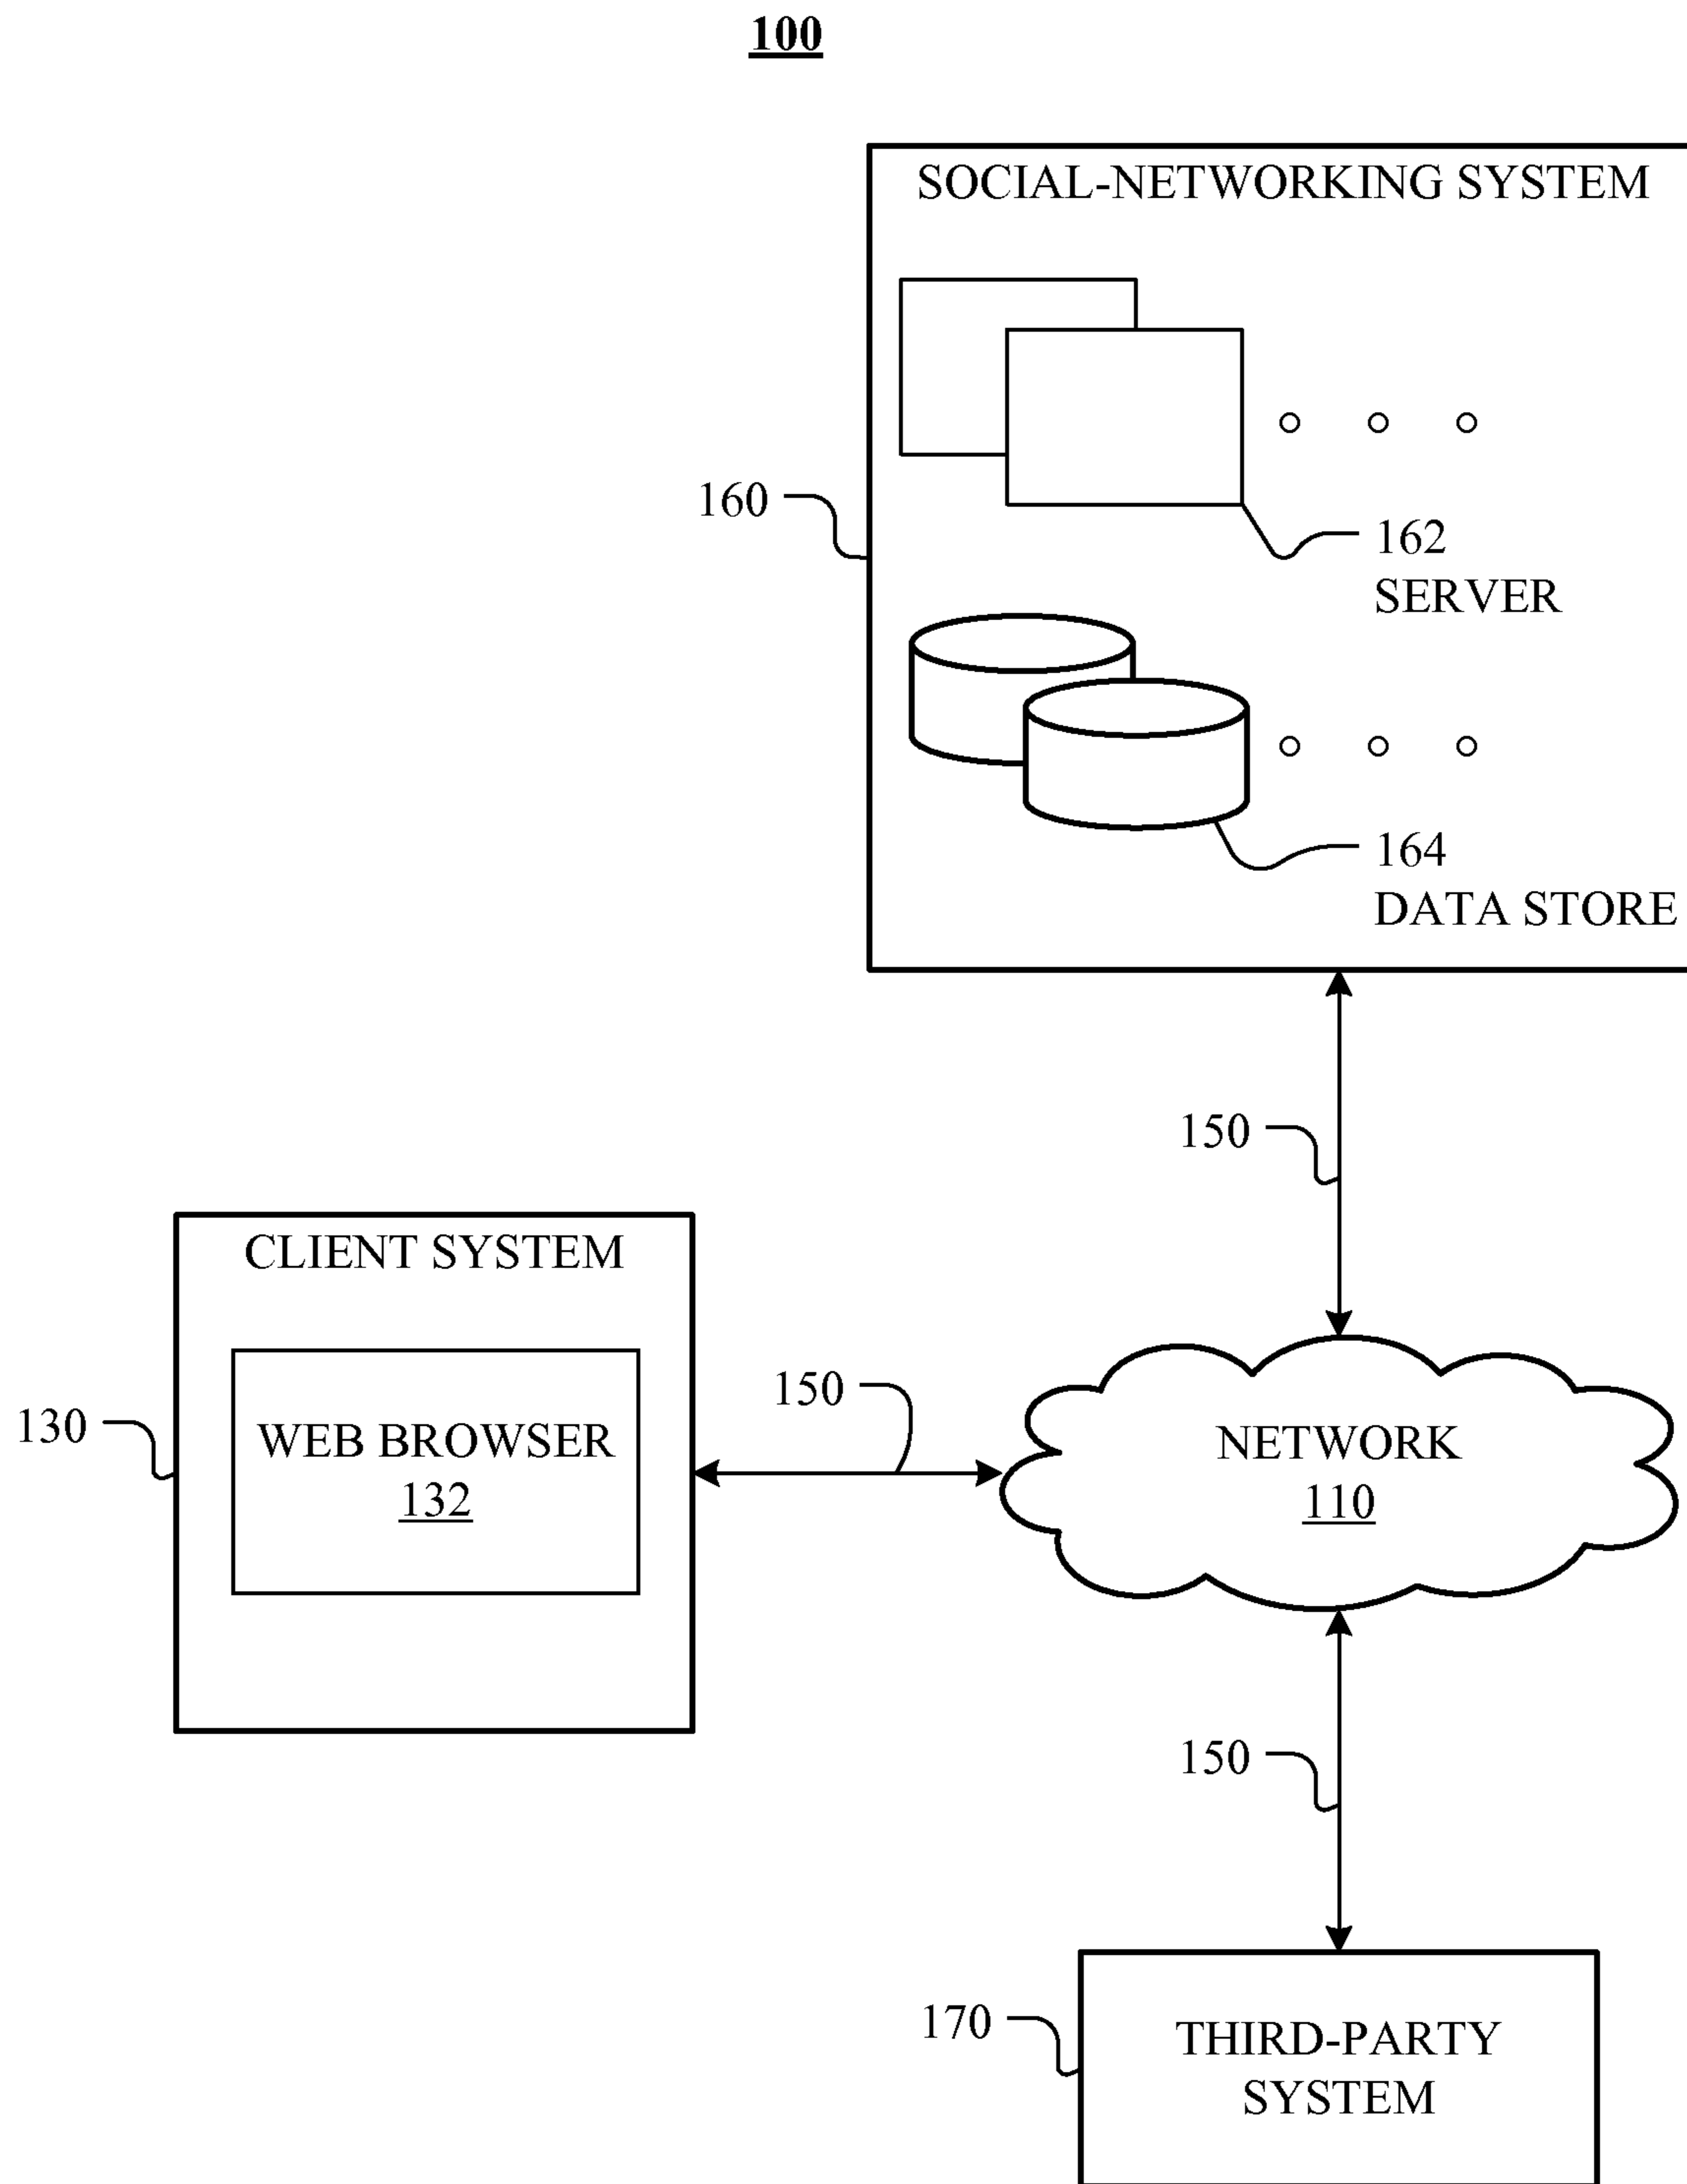 100
SOCIAL-NETWORKING SYSTEM
160
162
SERVER
164
DATA STORE
150
CLIENT SYSTEM
130
WEB BROWSER
132
150
NETWORK
110
150
170
THIRD-PARTY
SYSTEM